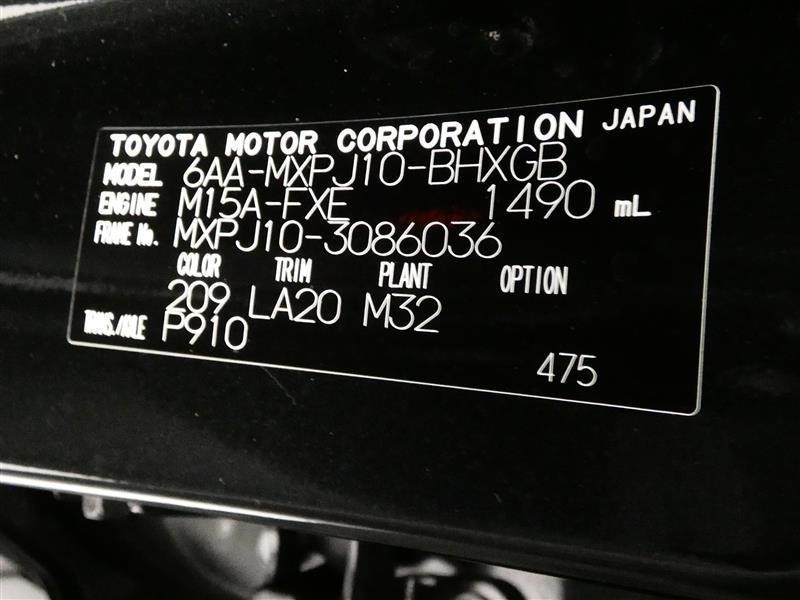 TOYOTA MOTOR CORPORATION JAPAN
MODEL 6AA-MXPJ10-BHXGB
ENGINE M15A-FXE 1490 mL
FRAME No. MXPJ10-3086036
COLOR TRIM PLANT OPTION
209 LA20 M32
TRANS./AXLE P910
475